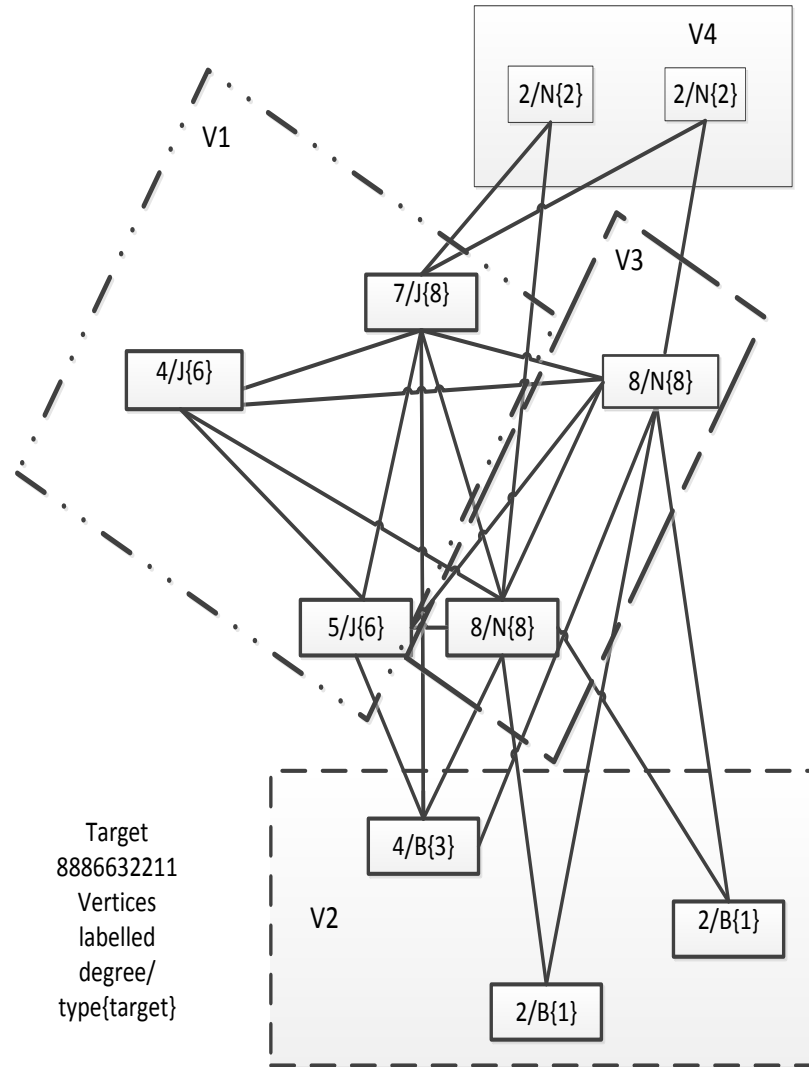 V4
2/N{2} 2/N{2}
V1
V3
7/J{8}
4/J{6}
8/N{8}
5/J{6}
8/N{8}
4/B{3}
Target
8886632211
Vertices
labelled
degree/
type{target}
V2
2/B{1}
2/B{1}